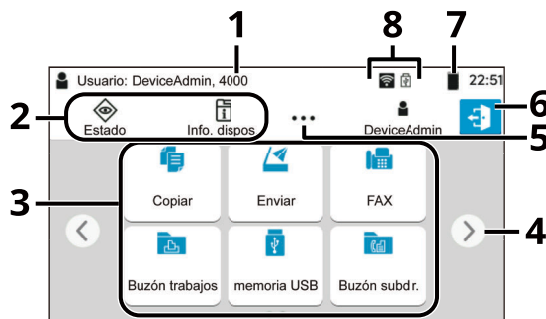 1
8
7
Usuario: DeviceAdmin, 4000
22:51
2
Estado
Info. dispos
DeviceAdmin
6
5
3
Copiar
Enviar
FAX
4
Buzón trabajos
memoria USB
Buzón subdr.